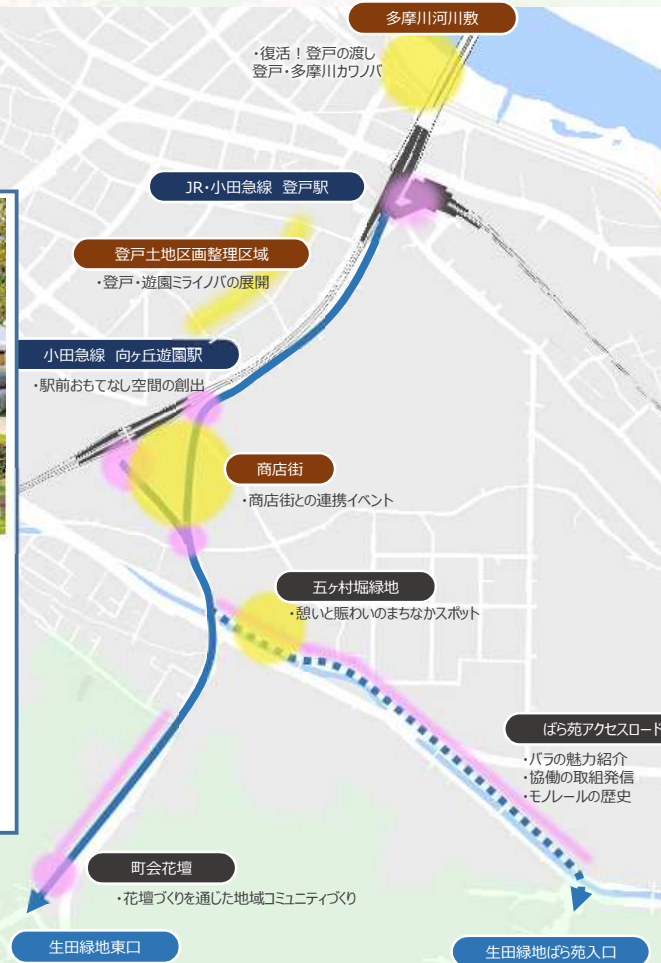 多摩川河川敷
・復活！登戸の渡し
登戸・多摩川カワノバ
JR・小田急線 登戸駅
登戸土地区画整理区域
・登戸・遊園ミライノバの展開
小田急線 向ヶ丘遊園駅
・駅前おもてなし空間の創出
商店街
・商店街との連携イベント
五ヶ村堀緑地
・憩いと賑わいのまちなかスポット
ばら苑アクセスロード
・バラの魅力紹介
・協働の取組発信
・モノレールの歴史
町会花壇
・花壇づくりを通じた地域コミュニティづくり
生田緑地東口
生田緑地ばら苑入口